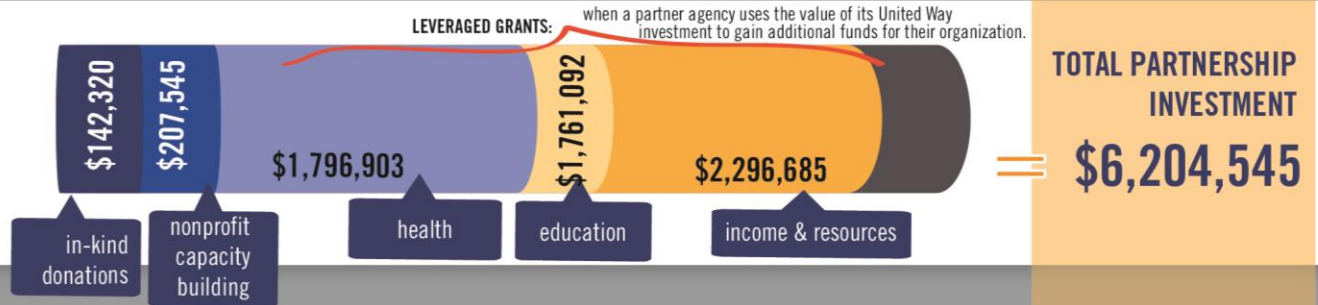 LEVERAGED GRANTS:
when a partner agency uses the value of its United Way
investment to gain additional funds for their organization.
$142,320
$207,545
$1,796,903
$1,761,092
$2,296,685
in-kind
donations
nonprofit
capacity
building
health
education
income & resources
=
TOTAL PARTNERSHIP
INVESTMENT
$6,204,545